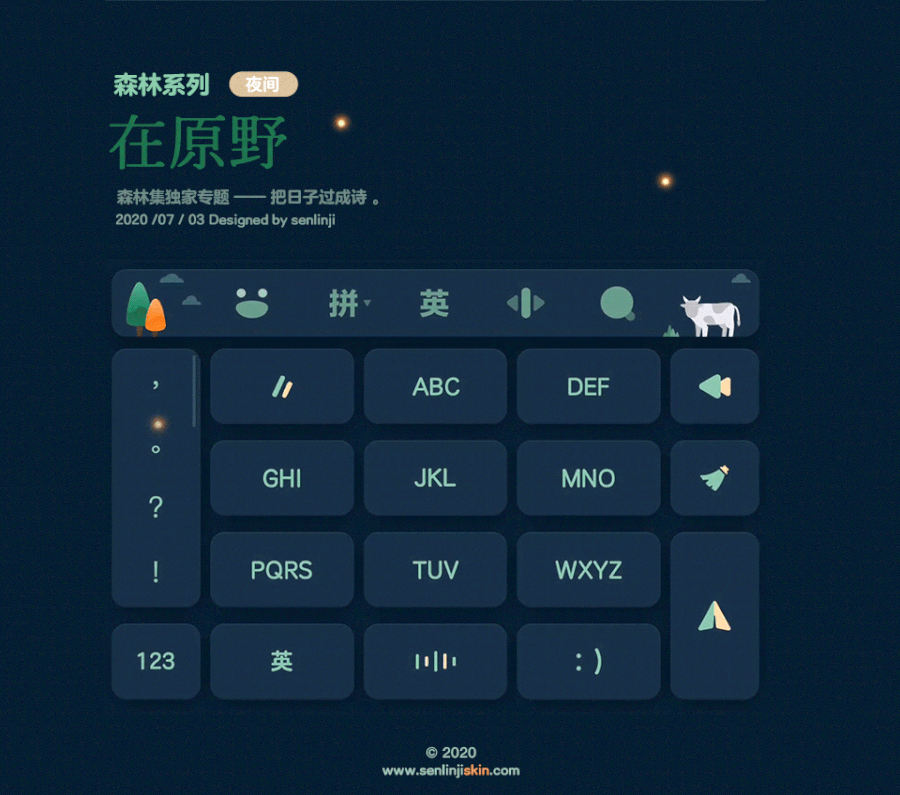 森林系列 夜间
在原野
森林集独家专题 —— 把日子过成诗 。
2020 /07 / 03 Designed by senlinji
拼 英
, ABC DEF
。
GHI JKL MNO
?
PQRS TUV WXYZ
!
123 英 : )
© 2020
www.senlinjiskin.com